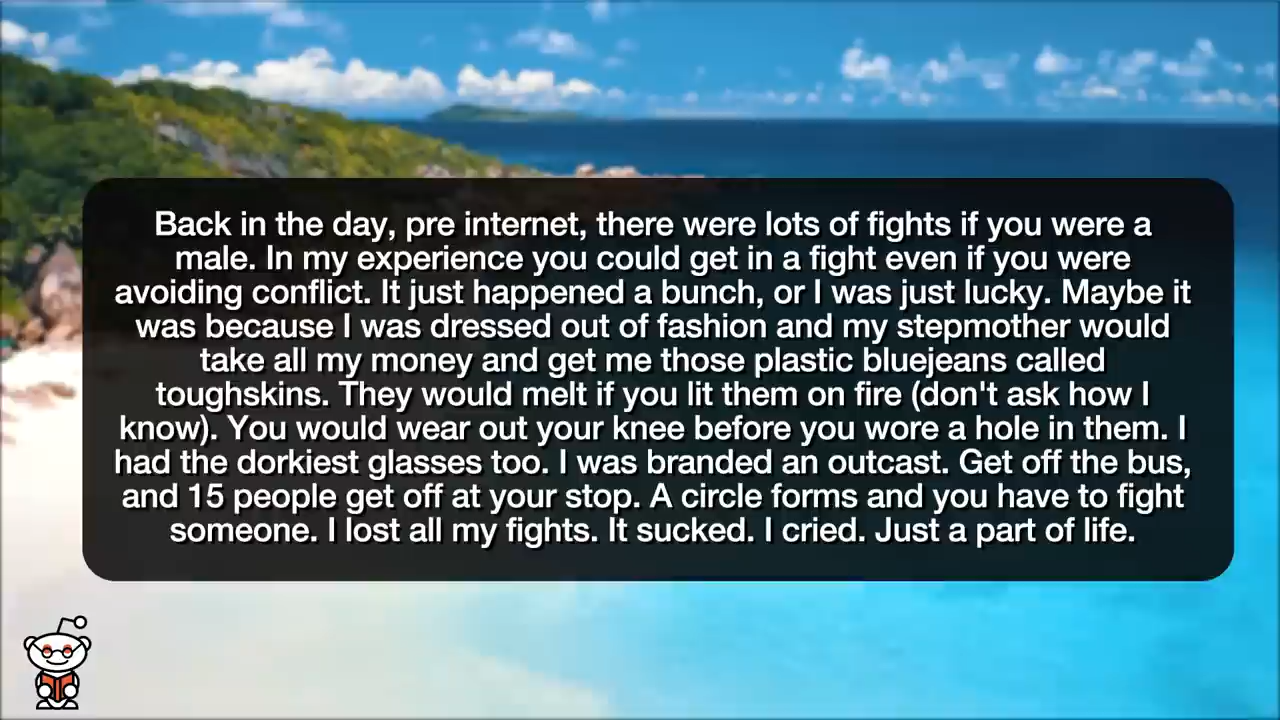 Back in the day, pre internet, there were lots of fights if you were a
male. In my experience you could get in a fight even if you were
avoiding conflict. It just happened a bunch, or I was just lucky. Maybe it
was because I was dressed out of fashion and my stepmother would
take all my money and get me those plastic bluejeans called
toughskins. They would melt if you lit them on fire (don't ask how I
know). You would wear out your knee before you wore a hole in them. I
had the dorkiest glasses too. I was branded an outcast. Get off the bus,
and 15 people get off at your stop. A circle forms and you have to fight
someone. I lost all my fights. It sucked. I cried. Just a part of life.